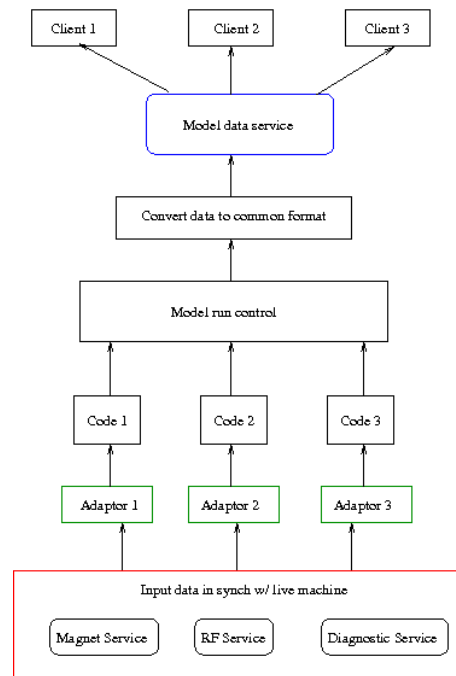 Client 1
Client 2
Client 3
Model data service
Convert data to common format
Model run control
Code 1
Code 2
Code 3
Adaptor 1
Adaptor 2
Adaptor 3
Input data in synch w/ live machine
Magnet Service
RF Service
Diagnostic Service